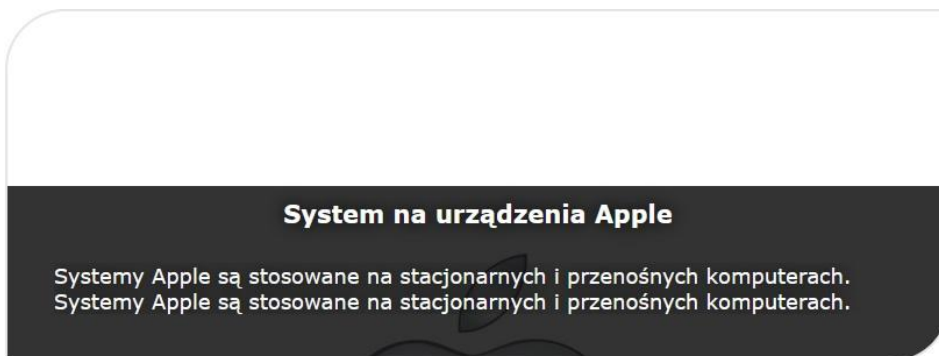 System na urządzenia Apple
Systemy Apple są stosowane na stacjonarnych i przenośnych komputerach.
Systemy Apple są stosowane na stacjonarnych i przenośnych komputerach.